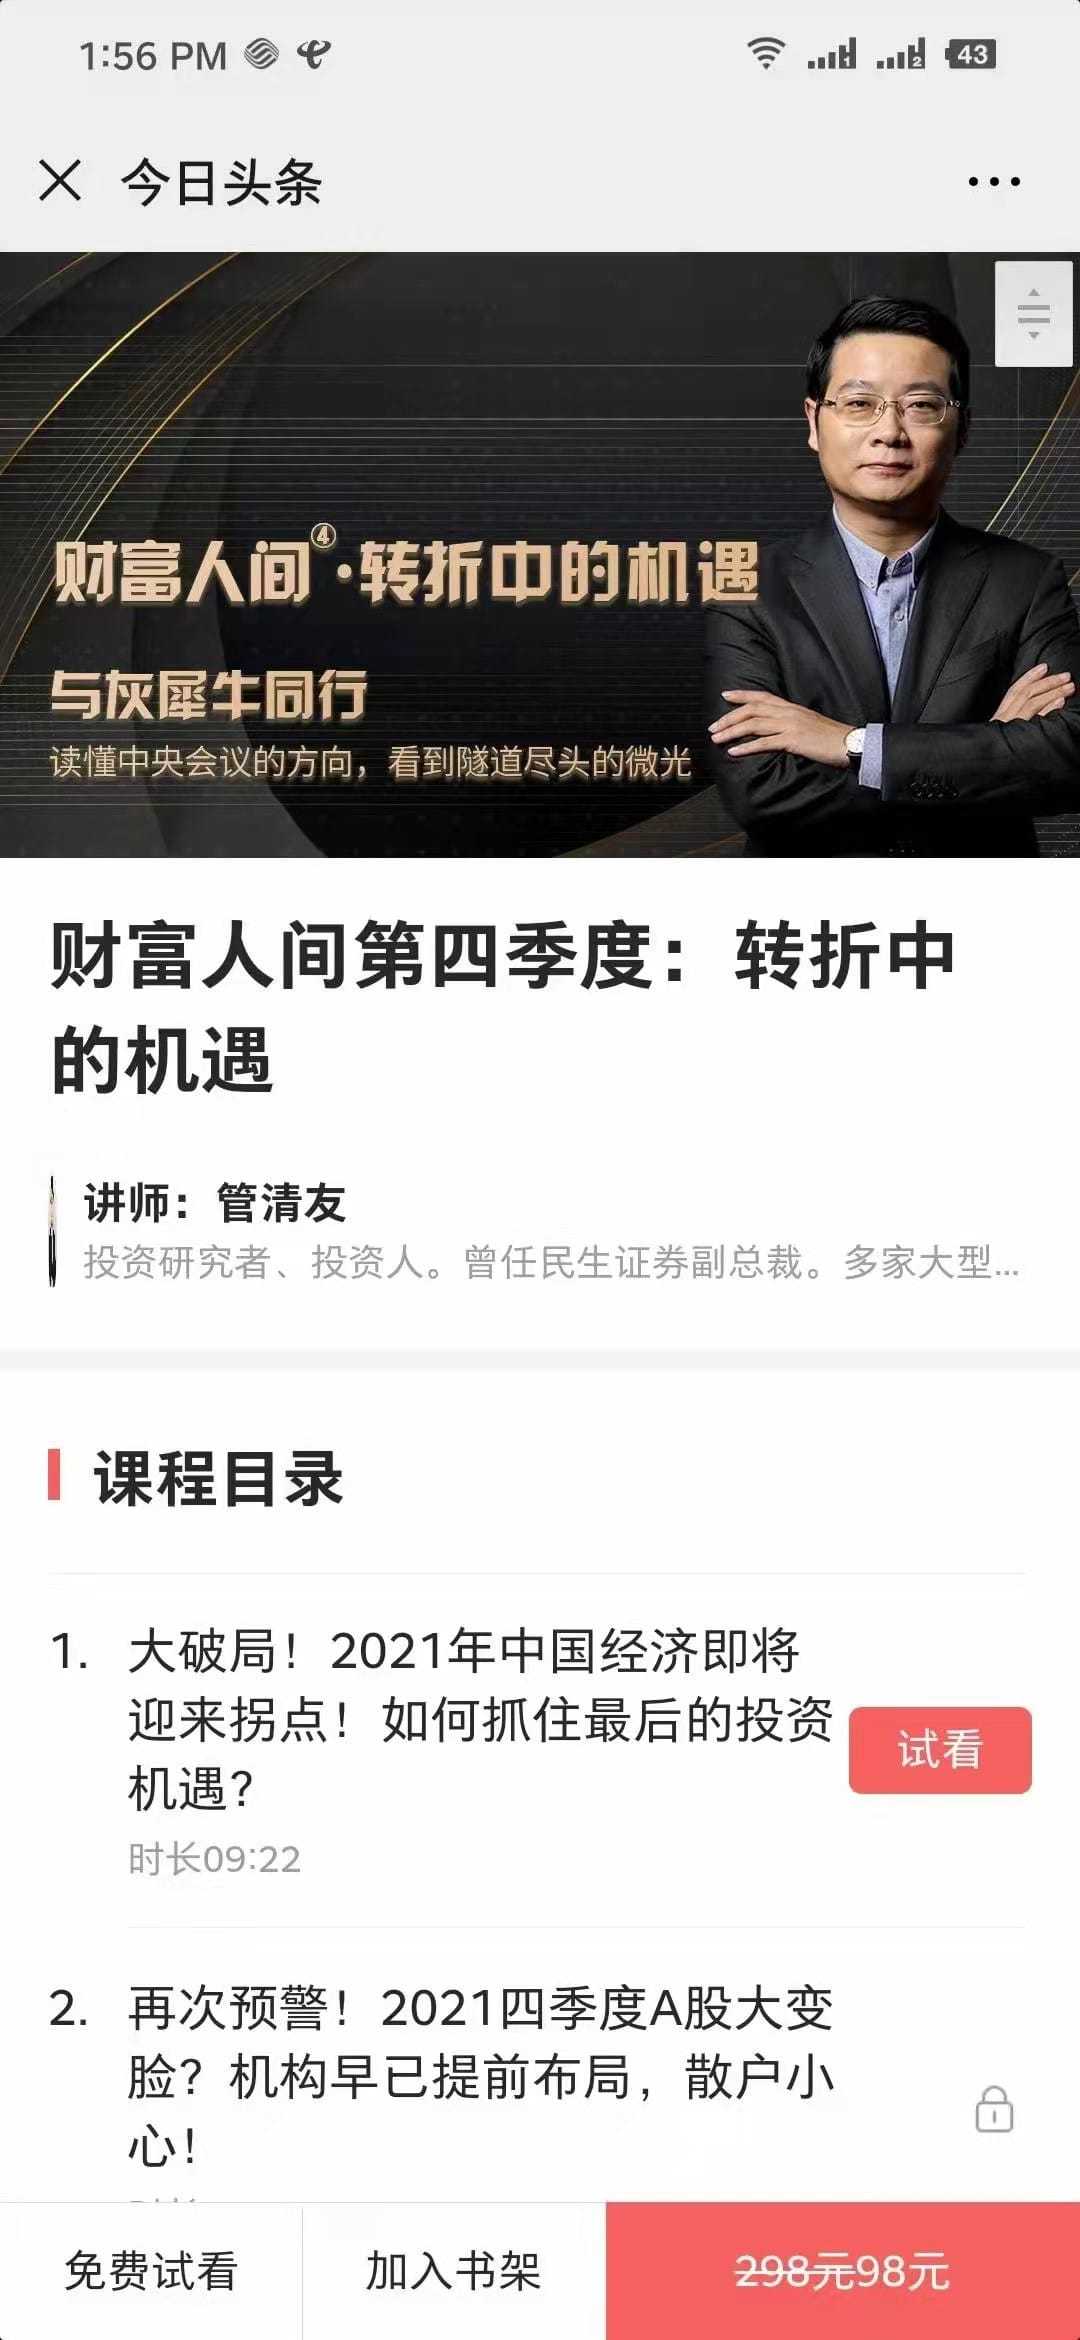 1:56 PM
1
2
43
今日头条
财富人间④·转折中的机遇
与灰犀牛同行
读懂中央会议的方向，看到隧道尽头的微光
财富人间第四季度：转折中
的机遇
讲师：管清友
投资研究者、投资人。曾任民生证券副总裁。多家大型...
课程目录
1. 大破局！2021年中国经济即将
迎来拐点！如何抓住最后的投资
机遇？
试看
时长09:22
2. 再次预警！2021四季度A股大变
脸？机构早已提前布局，散户小
心！
免费试看
加入书架
298元98元